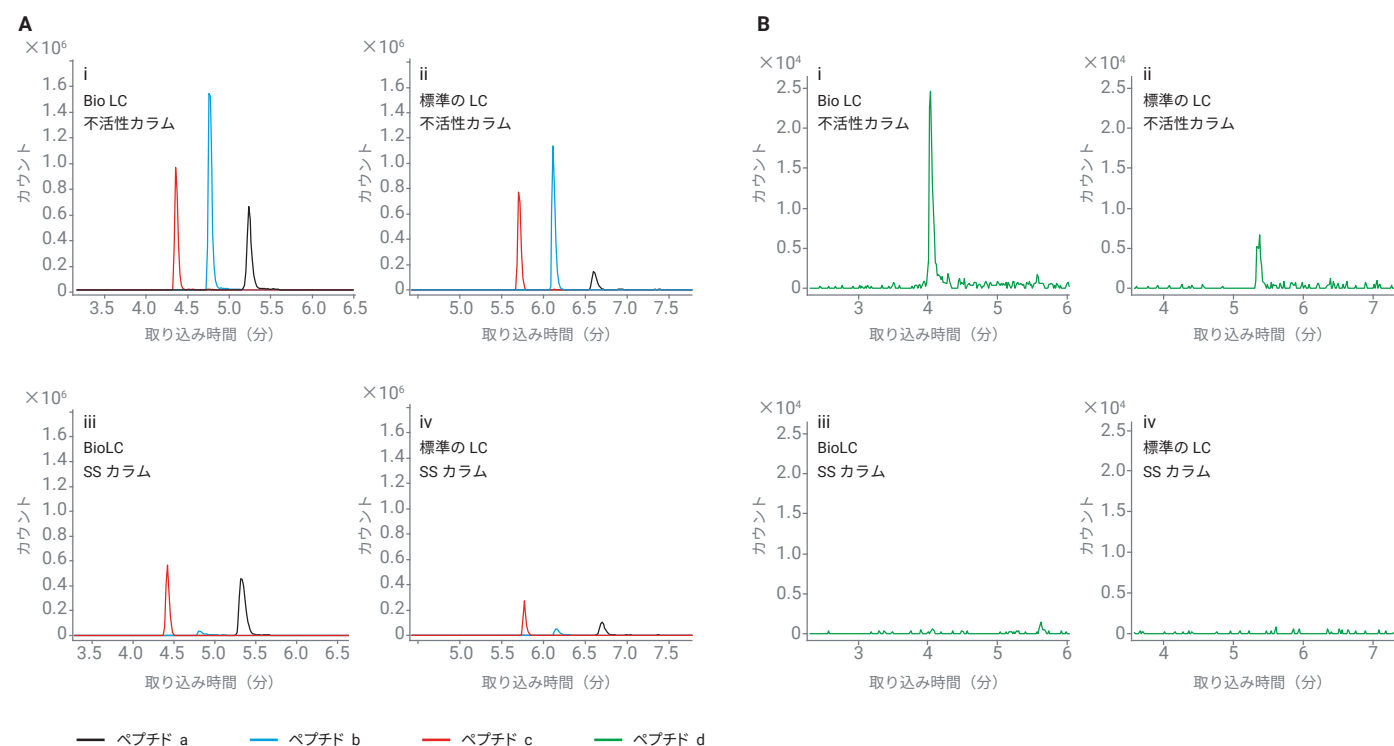 A
×10⁶
i
Bio LC
不活性カラム
1.6
1.4
1.2
1.0
0.8
0.6
0.4
0.2
0
カウント
3.5 4.0 4.5 5.0 5.5 6.0 6.5
取り込み時間（分）
×10⁶
ii
標準の LC
不活性カラム
1.6
1.4
1.2
1.0
0.8
0.6
0.4
0.2
0
カウント
5.0 5.5 6.0 6.5 7.0 7.5
取り込み時間（分）
B
×10⁴
i
Bio LC
不活性カラム
2.5
2.0
1.5
1.0
0.5
0
カウント
3 4 5 6
取り込み時間（分）
×10⁴
ii
標準の LC
不活性カラム
2.5
2.0
1.5
1.0
0.5
0
カウント
3 4 5 6 7
取り込み時間（分）
×10⁶
iii
BioLC
SS カラム
1.6
1.4
1.2
1.0
0.8
0.6
0.4
0.2
0
カウント
3.5 4.0 4.5 5.0 5.5 6.0 6.5
取り込み時間（分）
×10⁶
iv
標準の LC
SS カラム
1.6
1.4
1.2
1.0
0.8
0.6
0.4
0.2
0
カウント
5.0 5.5 6.0 6.5 7.0 7.5
取り込み時間（分）
×10⁴
iii
BioLC
SS カラム
2.5
2.0
1.5
1.0
0.5
0
カウント
3 4 5 6
取り込み時間（分）
×10⁴
iv
標準の LC
SS カラム
2.5
2.0
1.5
1.0
0.5
0
カウント
4 5 6 7
取り込み時間（分）
ペプチド a ペプチド b ペプチド c ペプチド d